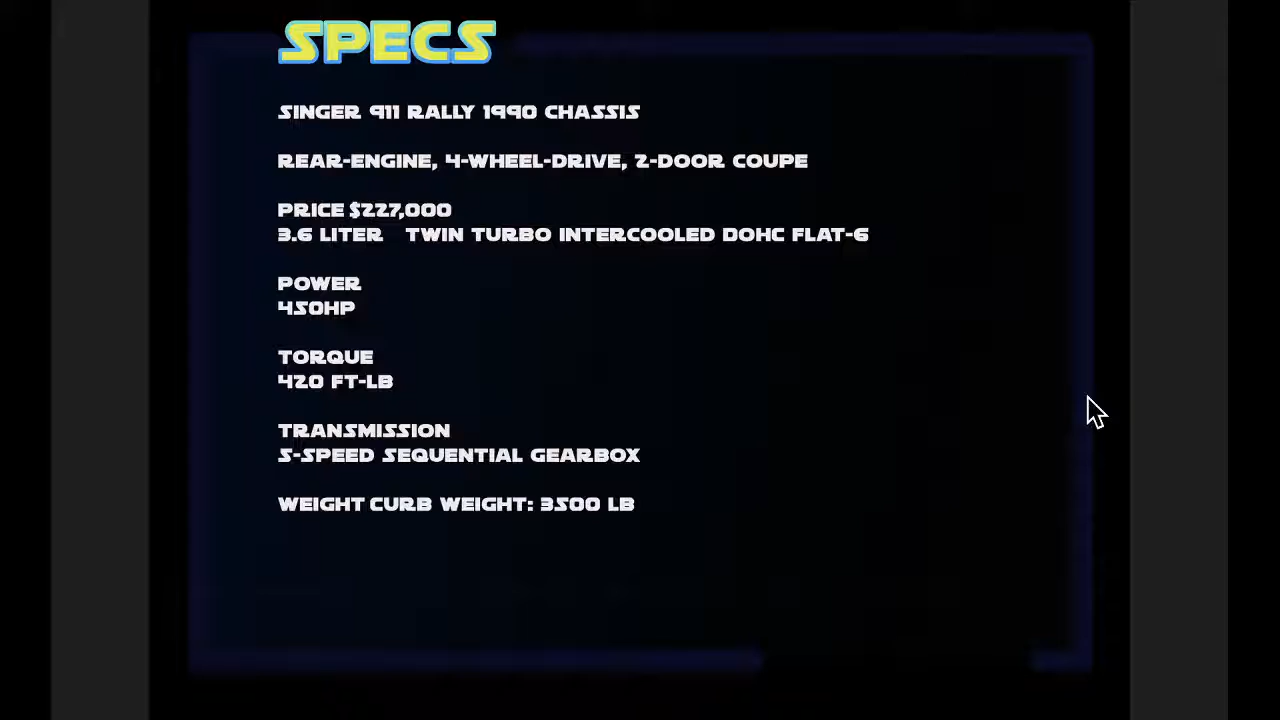 SPECS
SINGER 911 RALLY 1990 CHASSIS
REAR-ENGINE, 4-WHEEL-DRIVE, 2-DOOR COUPE
PRICE $227,000
3.6 LITER TWIN TURBO INTERCOOLED DOHC FLAT-6
POWER
450HP
TORQUE
420 FT-LB
TRANSMISSION
5-SPEED SEQUENTIAL GEARBOX
WEIGHT CURB WEIGHT: 3500 LB